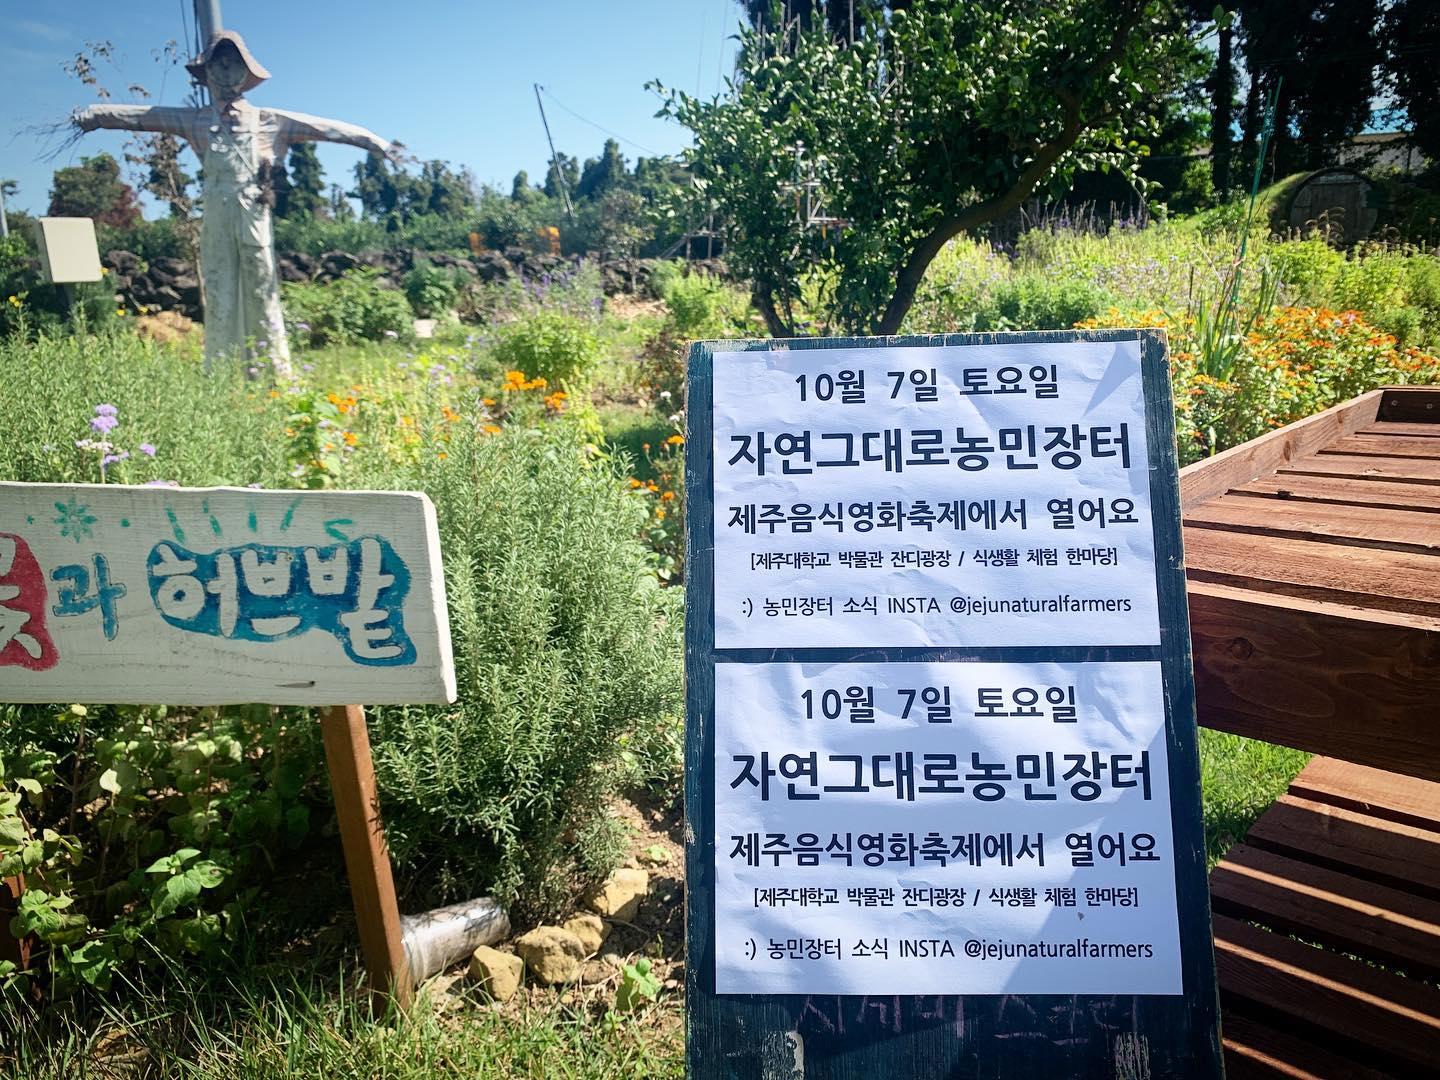 과 허브밭
10월 7일 토요일
자연그대로농민장터
제주음식영화축제에서 열어요
[제주대학교 박물관 잔디광장 / 식생활 체험 한마당]
:) 농민장터 소식 INSTA @jejunaturalfarmers
10월 7일 토요일
자연그대로농민장터
제주음식영화축제에서 열어요
[제주대학교 박물관 잔디광장 / 식생활 체험 한마당]
:) 농민장터 소식 INSTA @jejunaturalfarmers